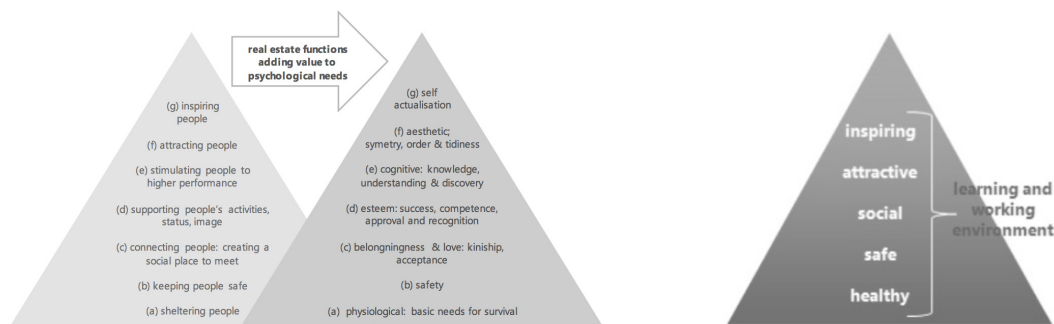 real estate functions
adding value to
psychological needs
(g) inspiring
people
(f) attracting people
(e) stimulating people to
higher performance
(d) supporting people's activities,
status, image
(c) connecting people: creating a
social place to meet
(b) keeping people safe
(a) sheltering people
(g) self
actualisation
(f) aesthetic;
symetry, order & tidiness
(e) cognitive: knowledge,
understanding & discovery
(d) esteem: success, competence,
approval and recognition
(c) belongningness & love: kiniship,
acceptance
(b) safety
(a) physiological: basic needs for survival
inspiring
attractive
social
safe
healthy
learning and
working
environment